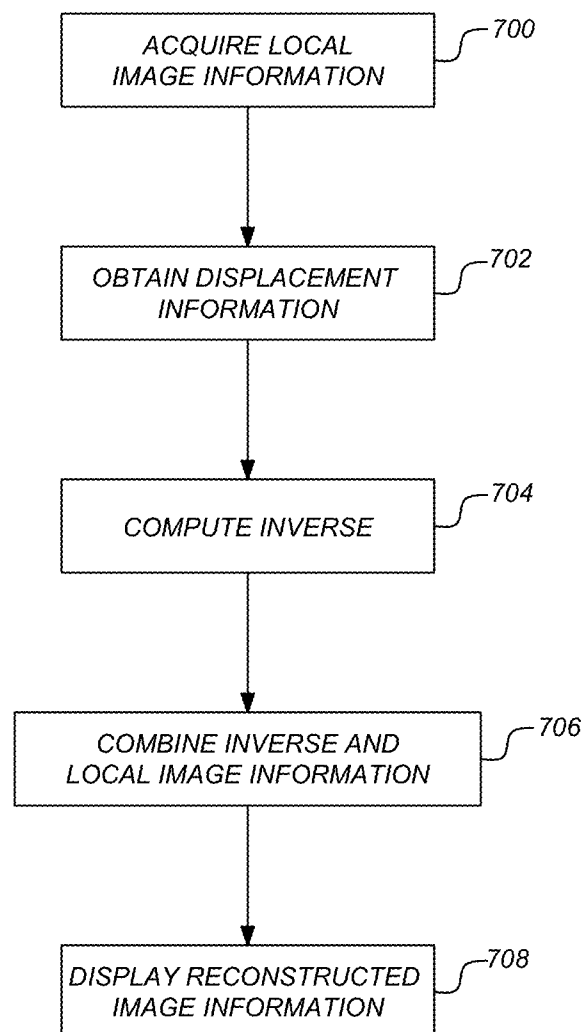 ACQUIRE LOCAL
IMAGE INFORMATION
700
OBTAIN DISPLACEMENT
INFORMATION
702
COMPUTE INVERSE
704
COMBINE INVERSE AND
LOCAL IMAGE INFORMATION
706
DISPLAY RECONSTRUCTED
IMAGE INFORMATION
708